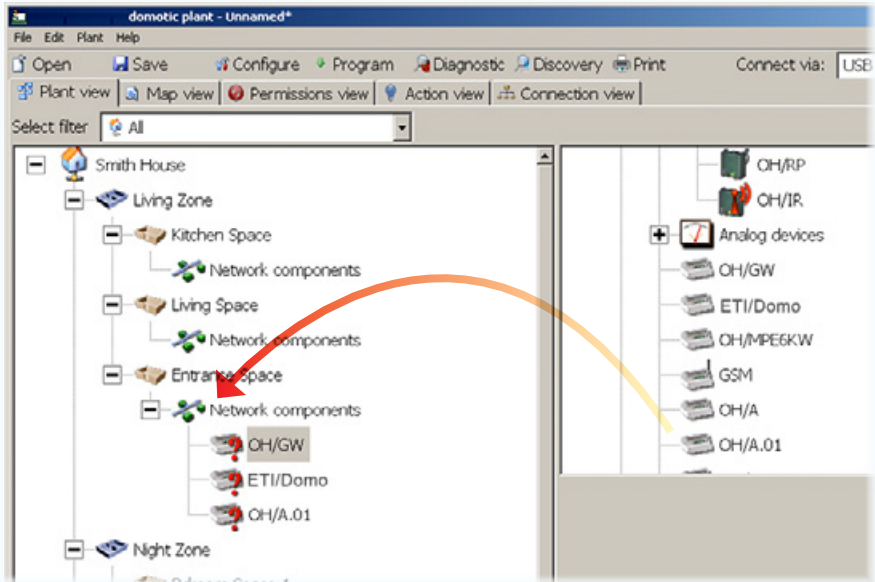 domotic plant - Unnamed*
File Edit Plant Help
Open Save Configure Program Diagnostic Discovery Print Connect via: USB
Plant view Map view Permissions view Action view Connection view
Select filter All
Smith House
Living Zone
Kitchen Space
Network components
Living Space
Network components
Entrance Space
Network components
OH/GW
ETI/Domo
OH/A.01
Night Zone
OH/RP
OH/IR
Analog devices
OH/GW
ETI/Domo
OH/MPE6KW
GSM
OH/A
OH/A.01